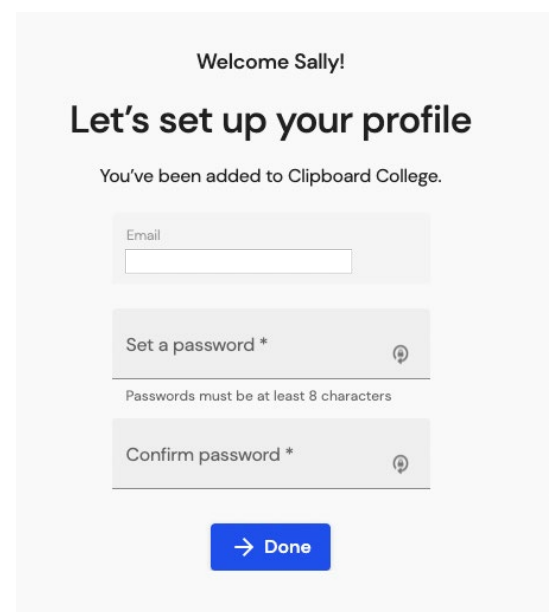 Welcome Sally!
Let's set up your profile
You've been added to Clipboard College.
Email
Set a password *
Passwords must be at least 8 characters
Confirm password *
→ Done